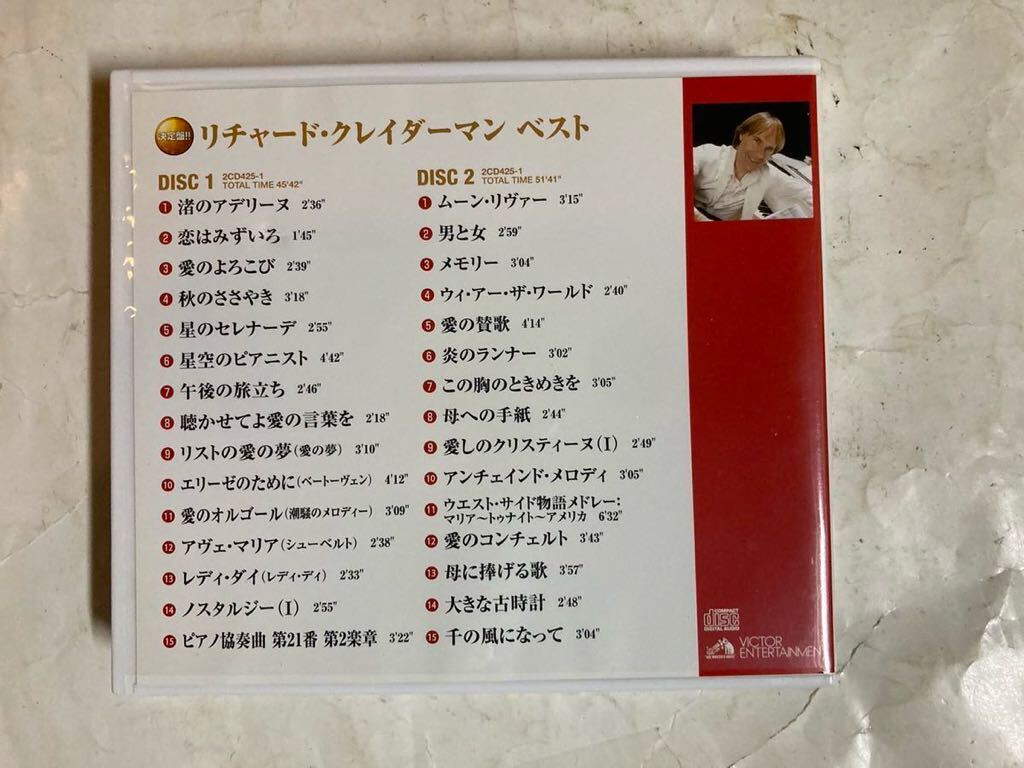 決定盤!! リチャード・クレイダーマン ベスト
DISC 1 2CD425-1
TOTAL TIME 45'42"
1 渚のアデリーヌ 2'36"
2 恋はみずいろ 1'45"
3 愛のよろこび 2'39"
4 秋のささやき 3'18"
5 星のセレナーデ 2'55"
6 星空のピアニスト 4'42"
7 午後の旅立ち 2'46"
8 聴かせてよ愛の言葉を 2'18"
9 リストの愛の夢(愛の夢) 3'10"
10 エリーゼのために(ベートーヴェン) 4'12"
11 愛のオルゴール(潮騒のメロディー) 3'09"
12 アヴェ・マリア(シューベルト) 2'38"
13 レディ・ダイ(レディ・ディ) 2'33"
14 ノスタルジー(I) 2'55"
15 ピアノ協奏曲 第21番 第2楽章 3'22"
DISC 2 2CD425-1
TOTAL TIME 51'41"
1 ムーン・リヴァー 3'15"
2 男と女 2'59"
3 メモリー 3'04"
4 ウィ・アー・ザ・ワールド 2'40"
5 愛の賛歌 4'14"
6 炎のランナー 3'02"
7 この胸のときめきを 3'05"
8 母への手紙 2'44"
9 愛しのクリスティーヌ(I) 2'49"
10 アンチェインド・メロディ 3'05"
11 ウエスト・サイド物語メドレー:
マリア〜トゥナイト〜アメリカ 6'32"
12 愛のコンチェルト 3'43"
13 母に捧げる歌 3'57"
14 大きな古時計 2'48"
15 千の風になって 3'04"
COMPACT
disc
DIGITAL AUDIO
VICTOR
ENTERTAINMEN